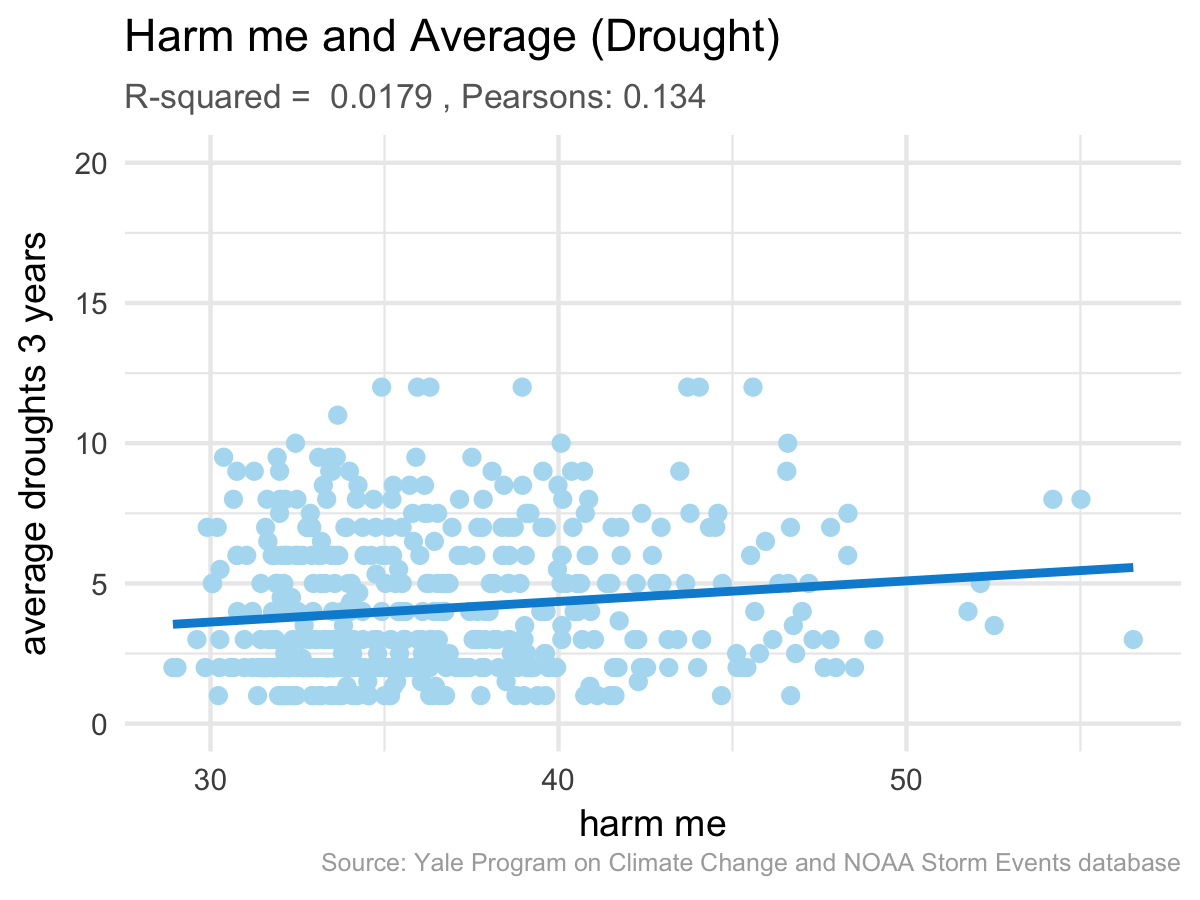 Harm me and Average (Drought)
R-squared =  0.0179 , Pearsons: 0.134
average droughts 3 years
20
15
10
5
0
30
40
50
harm me
Source: Yale Program on Climate Change and NOAA Storm Events database